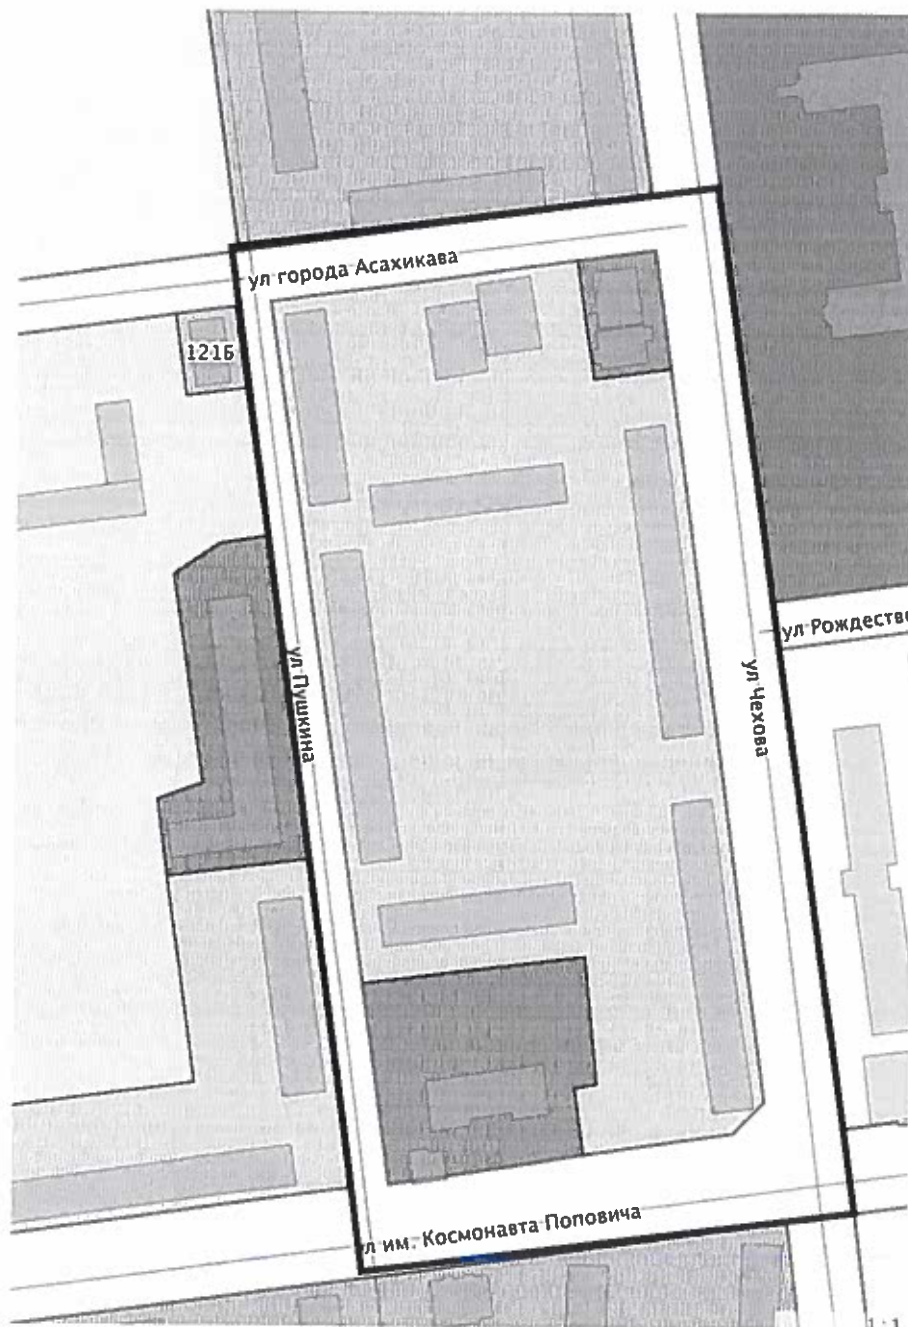 ул города Асахикава
121Б
ул Рождестве
ул Пушкина
ул Чехова
л им. Космонавта Поповича